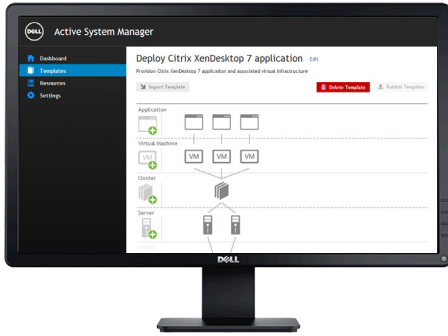 DELL
Active System Manager
Dashboard
Templates
Resources
Settings
Deploy Citrix XenDesktop 7 application Edit
Provision Citrix XenDesktop 7 application and associated virtual infrastructure
Import Template
Delete Template
Publish Template
Application
Virtual Machine
VM
VM VM VM
Cluster
Server
DELL